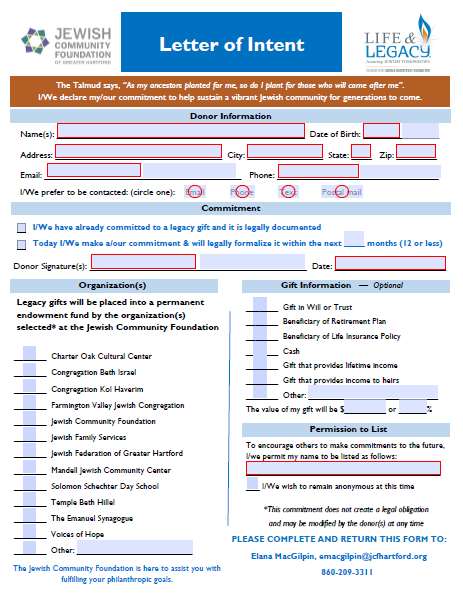 JEWISH
COMMUNITY
FOUNDATION
OF GREATER HARTFORD
Letter of Intent
LIFE &
LEGACY
The Talmud says, "As my ancestors planted for me, so do I plant for those who will come after me".
I/We declare my/our commitment to help sustain a vibrant Jewish community for generations to come.
Donor Information
Name(s): Date of Birth:
Address: City: State: Zip:
Email: Phone:
I/We prefer to be contacted: (circle one): Email Phone Text Postal mail
Commitment
I/We have already committed to a legacy gift and it is legally documented
Today I/We make a/our commitment & will legally formalize it within the next months (12 or less)
Donor Signature(s): Date:
Organization(s)
Legacy gifts will be placed into a permanent
endowment fund by the organization(s)
selected* at the Jewish Community Foundation
Charter Oak Cultural Center
Congregation Beth Israel
Congregation Kol Haverim
Farmington Valley Jewish Congregation
Jewish Community Foundation
Jewish Family Services
Jewish Federation of Greater Hartford
Mandell Jewish Community Center
Solomon Schechter Day School
Temple Beth Hillel
The Emanuel Synagogue
Voices of Hope
Other:
The Jewish Community Foundation is here to assist you with
fulfilling your philanthropic goals.
Gift Information — Optional
Gift in Will or Trust
Beneficiary of Retirement Plan
Beneficiary of Life Insurance Policy
Cash
Gift that provides lifetime income
Gift that provides income to heirs
Other:
The value of my gift will be $ or %
Permission to List
To encourage others to make commitments to the future,
I/we permit my name to be listed as follows:
I/We wish to remain anonymous at this time
*This commitment does not create a legal obligation
and may be modified by the donor(s) at any time
PLEASE COMPLETE AND RETURN THIS FORM TO:
Elana MacGilpin, emacgilpin@jcfhartford.org
860-209-3311